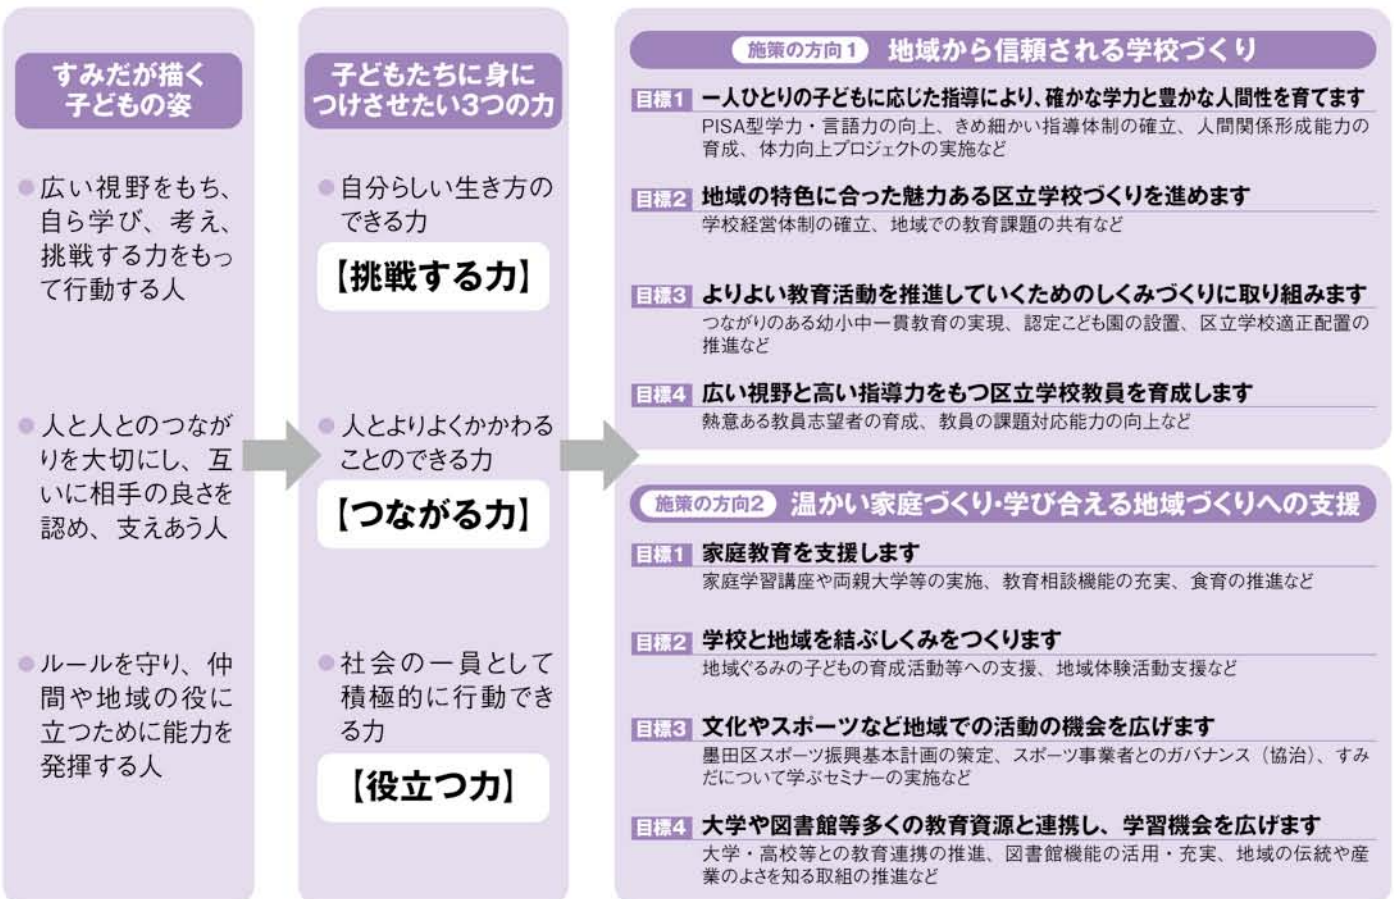 すみだが描く
子どもの姿
●広い視野をもち、
自ら学び、考え、
挑戦する力をもっ
て行動する人
●人と人とのつなが
りを大切にし、互
いに相手の良さを
認め、支えあう人
●ルールを守り、仲
間や地域の役に
立つために能力を
発揮する人
子どもたちに身に
つけさせたい3つの力
●自分らしい生き方の
できる力
【挑戦する力】
●人とよりよくかかわる
ことのできる力
【つながる力】
●社会の一員として
積極的に行動でき
る力
【役立つ力】
施策の方向1 地域から信頼される学校づくり
目標1 一人ひとりの子どもに応じた指導により、確かな学力と豊かな人間性を育てます
PISA型学力・言語力の向上、きめ細かい指導体制の確立、人間関係形成能力の
育成、体力向上プロジェクトの実施など
目標2 地域の特色に合った魅力ある区立学校づくりを進めます
学校経営体制の確立、地域での教育課題の共有など
目標3 よりよい教育活動を推進していくためのしくみづくりに取り組みます
つながりのある幼小中一貫教育の実現、認定こども園の設置、区立学校適正配置の
推進など
目標4 広い視野と高い指導力をもつ区立学校教員を育成します
熱意ある教員志望者の育成、教員の課題対応能力の向上など
施策の方向2 温かい家庭づくり・学び合える地域づくりへの支援
目標1 家庭教育を支援します
家庭学習講座や両親大学等の実施、教育相談機能の充実、食育の推進など
目標2 学校と地域を結ぶしくみをつくります
地域ぐるみの子どもの育成活動等への支援、地域体験活動支援など
目標3 文化やスポーツなど地域での活動の機会を広げます
墨田区スポーツ振興基本計画の策定、スポーツ事業者とのガバナンス（協治）、すみ
だについて学ぶセミナーの実施など
目標4 大学や図書館等多くの教育資源と連携し、学習機会を広げます
大学・高校等との教育連携の推進、図書館機能の活用・充実、地域の伝統や産
業のよさを知る取組の推進など